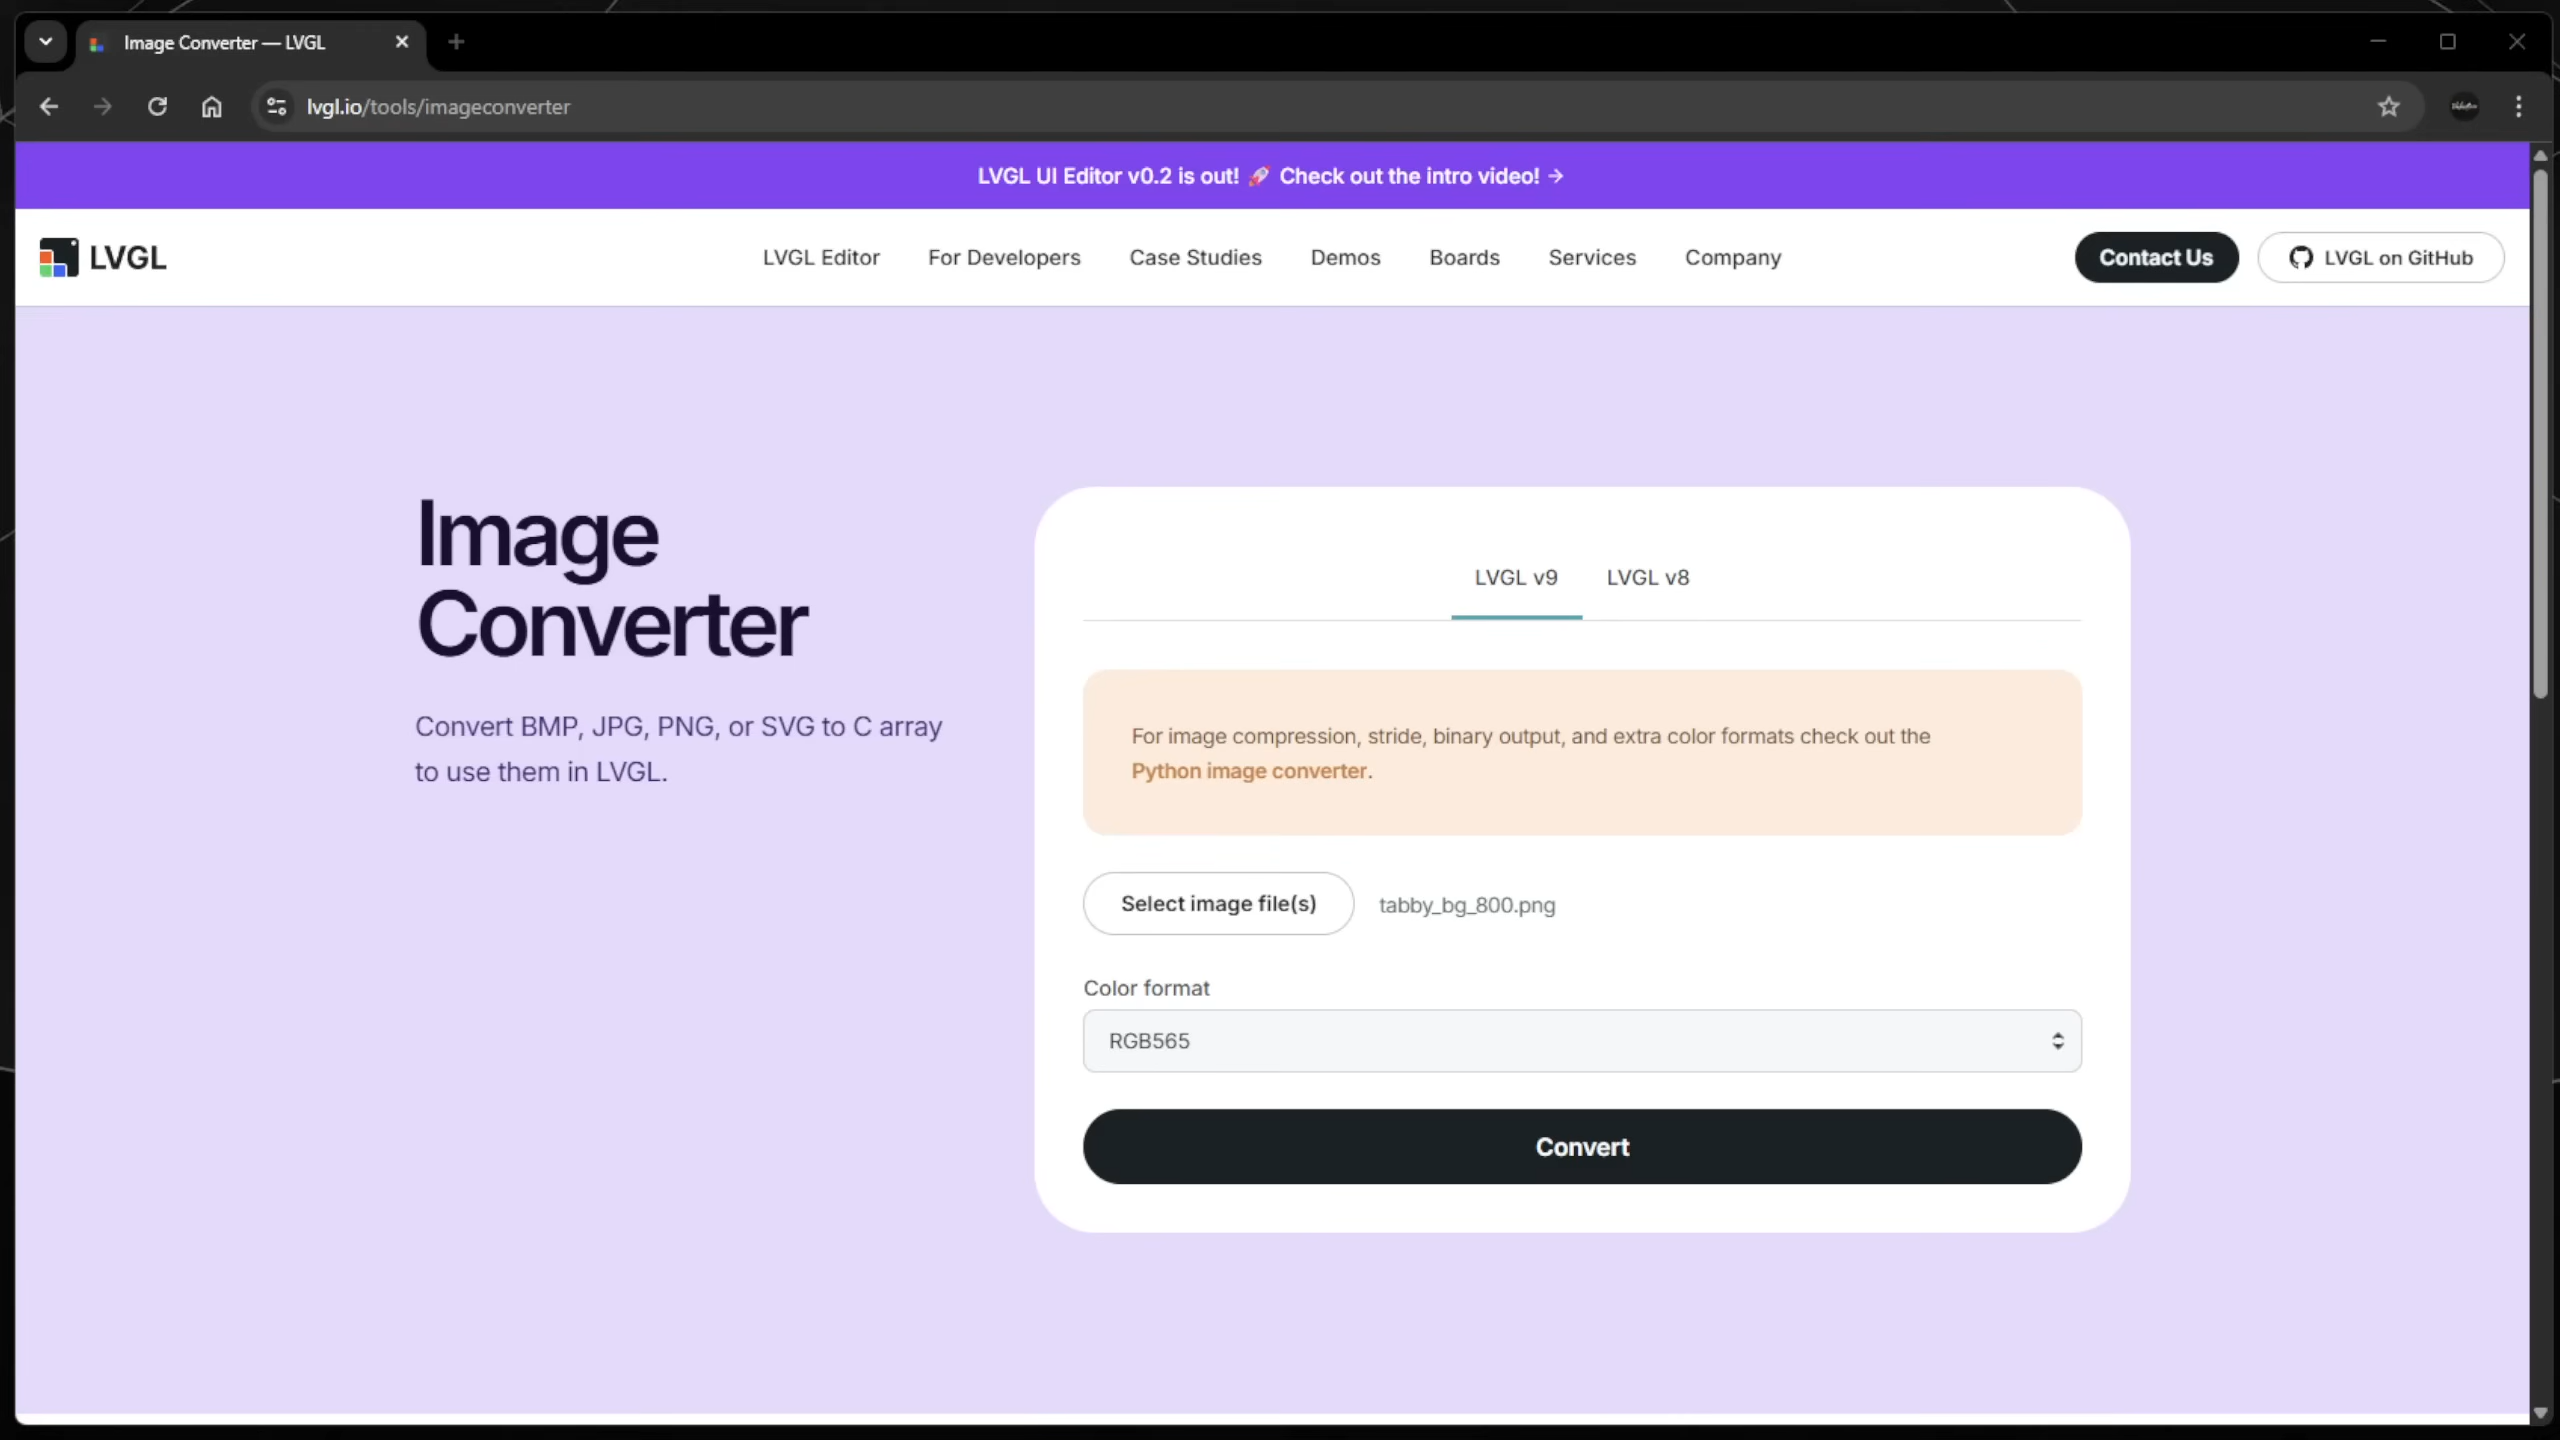 Image Converter — LVGL
lvgl.io/tools/imageconverter
LVGL UI Editor v0.2 is out! 🚀 Check out the intro video! →
LVGL
LVGL Editor
For Developers
Case Studies
Demos
Boards
Services
Company
Contact Us
LVGL on GitHub
Image
Converter
Convert BMP, JPG, PNG, or SVG to C array
to use them in LVGL.
LVGL v9
LVGL v8
For image compression, stride, binary output, and extra color formats check out the
Python image converter.
Select image file(s)
tabby_bg_800.png
Color format
RGB565
Convert